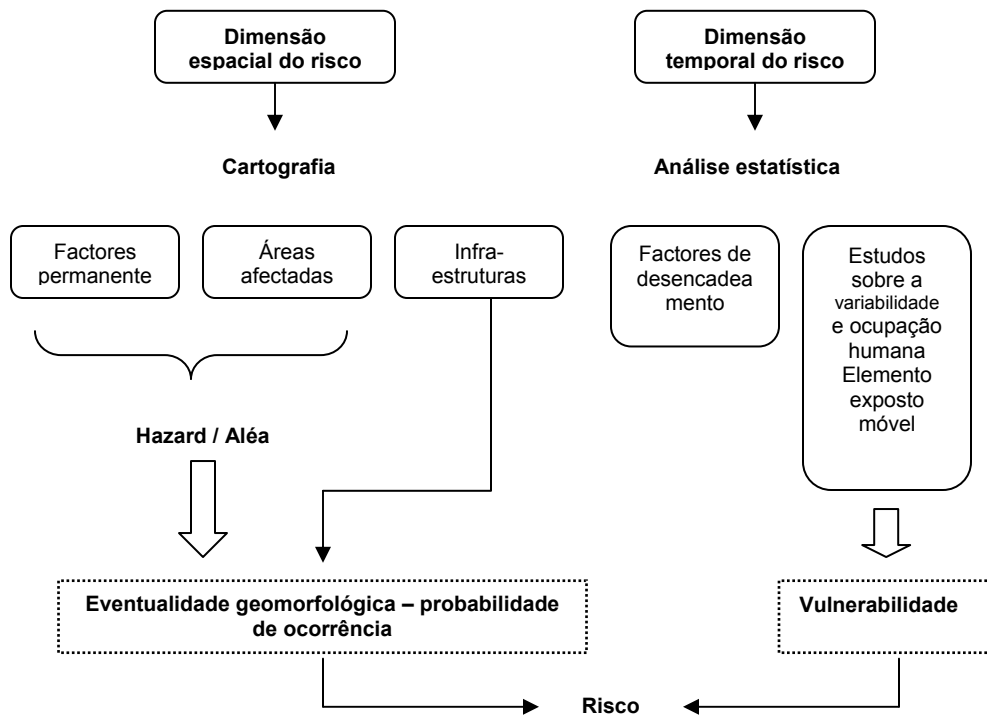 Dimensão
espacial do risco
Dimensão
temporal do risco
Cartografia
Análise estatística
Factores
permanente
Áreas
afectadas
Infra-
estruturas
Factores de
desencadea
mento
Estudos
sobre a
variabilidade
e ocupação
humana
Elemento
exposto
móvel
Hazard / Aléa
Eventualidade geomorfológica – probabilidade
de ocorrência
Vulnerabilidade
Risco